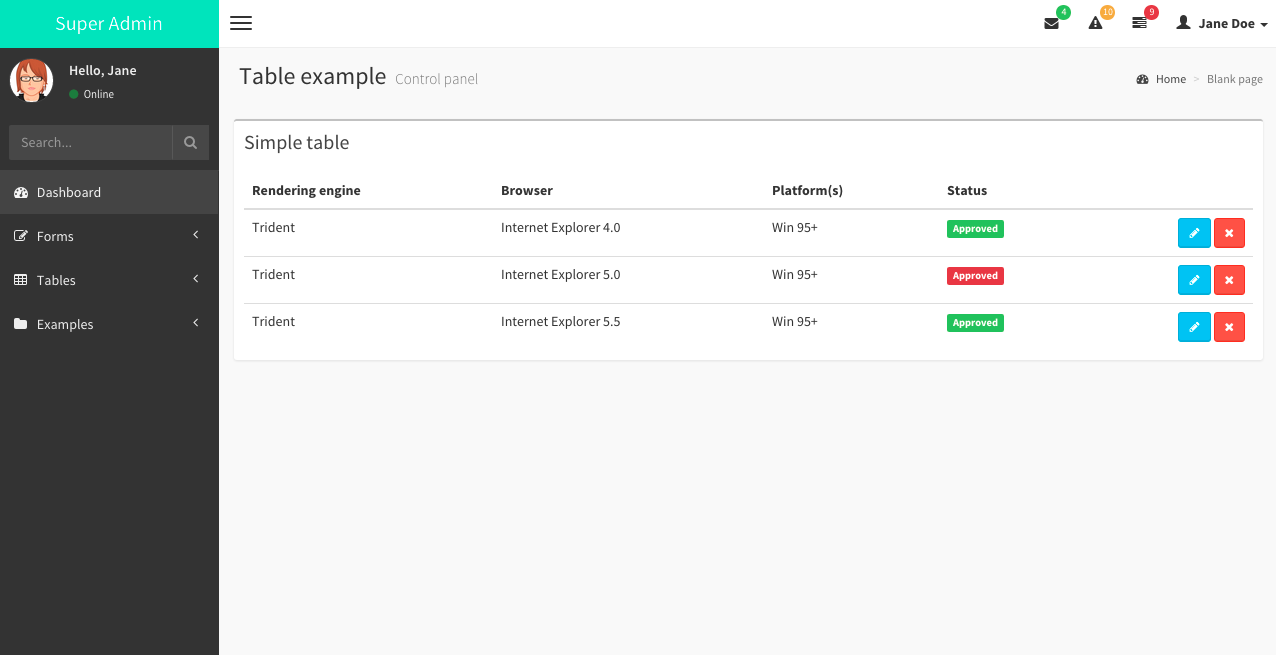 Super Admin
4
10
9
Jane Doe
Hello, Jane
Online
Search...
Dashboard
Forms
Tables
Examples
Table example Control panel
Home > Blank page
Simple table
Rendering engine Browser Platform(s) Status
Trident Internet Explorer 4.0 Win 95+ Approved
Trident Internet Explorer 5.0 Win 95+ Approved
Trident Internet Explorer 5.5 Win 95+ Approved